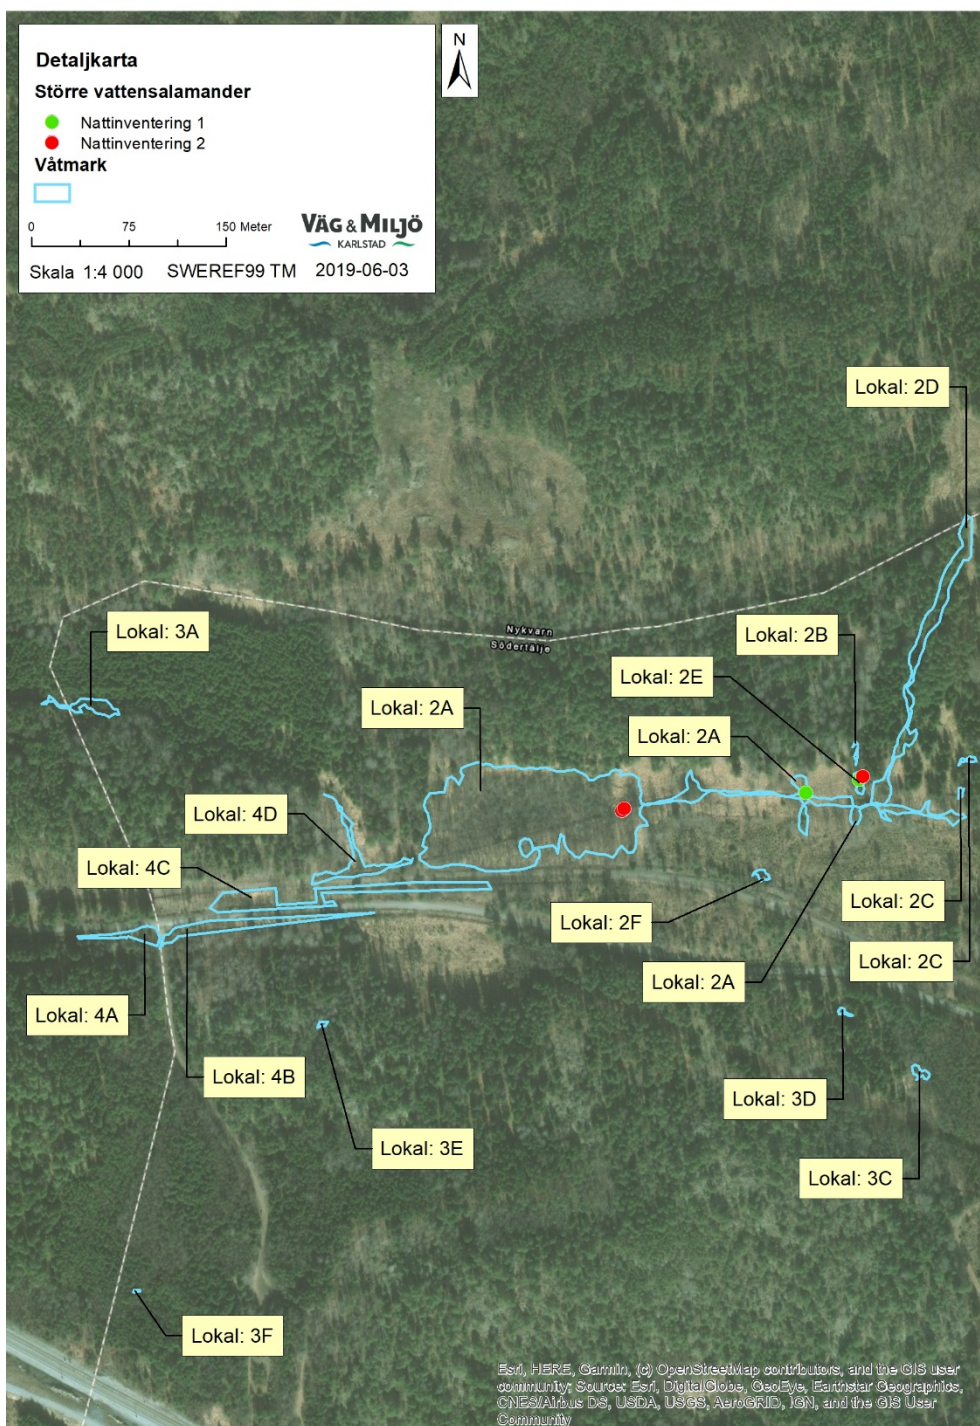 Detaljkarta
Större vattensalamander
Nattinventering 1
Nattinventering 2
Våtmark
0 75 150 Meter
VÄG & MILJÖ
KARLSTAD
Skala 1:4 000 SWEREF99 TM 2019-06-03
N
Lokal: 2D
Lokal: 3A
Nykvarn
Södertälje
Lokal: 2B
Lokal: 2E
Lokal: 2A
Lokal: 2A
Lokal: 4D
Lokal: 4C
Lokal: 2C
Lokal: 2F
Lokal: 2C
Lokal: 2A
Lokal: 4A
Lokal: 4B
Lokal: 3D
Lokal: 3E
Lokal: 3C
Lokal: 3F
Esri, HERE, Garmin, (c) OpenStreetMap contributors, and the GIS user
community; Source: Esri, DigitalGlobe, GeoEye, Earthstar Geographics,
CNES/Airbus DS, USDA, USGS, AeroGRID, IGN, and the GIS User
Community